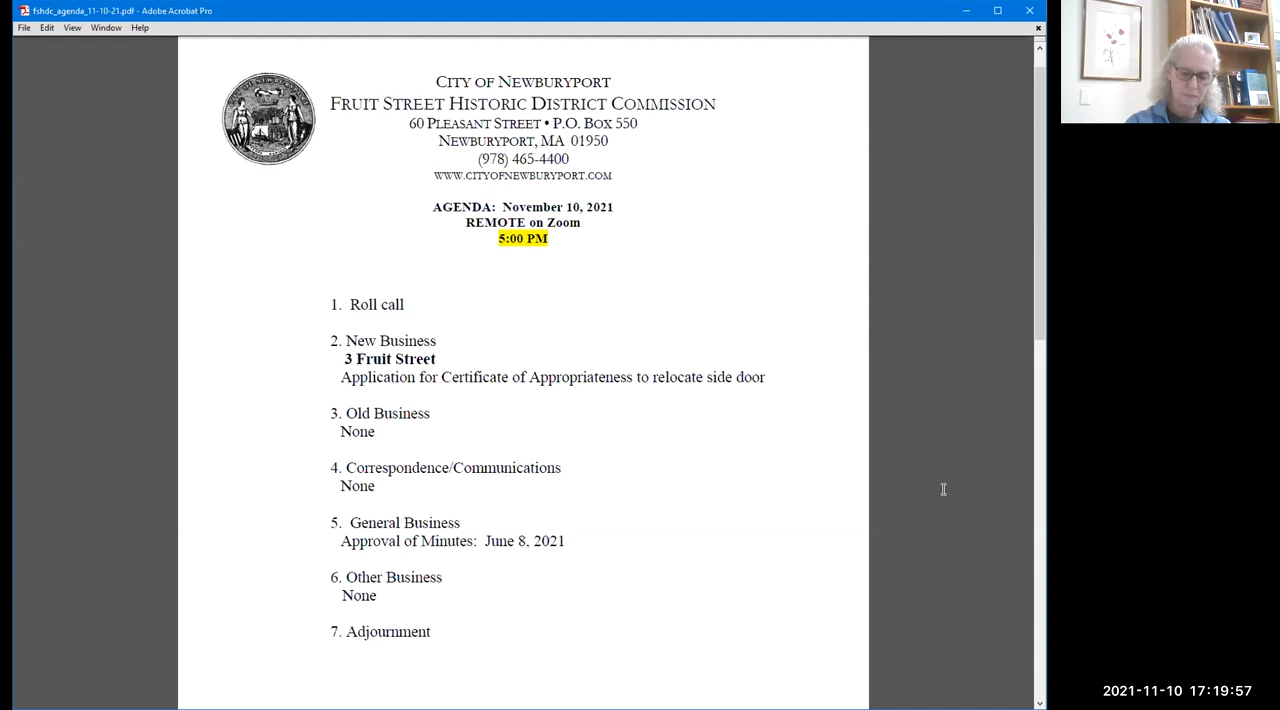 fshdc_agenda_11-10-21.pdf - Adobe Acrobat Pro
File Edit View Window Help
CITY OF NEWBURYPORT
FRUIT STREET HISTORIC DISTRICT COMMISSION
60 PLEASANT STREET • P.O. BOX 550
NEWBURYPORT, MA 01950
(978) 465-4400
WWW.CITYOFNEWBURYPORT.COM
AGENDA: November 10, 2021
REMOTE on Zoom
5:00 PM
1. Roll call
2. New Business
3 Fruit Street
Application for Certificate of Appropriateness to relocate side door
3. Old Business
None
4. Correspondence/Communications
None
5. General Business
Approval of Minutes: June 8, 2021
6. Other Business
None
7. Adjournment
2021-11-10 17:19:57